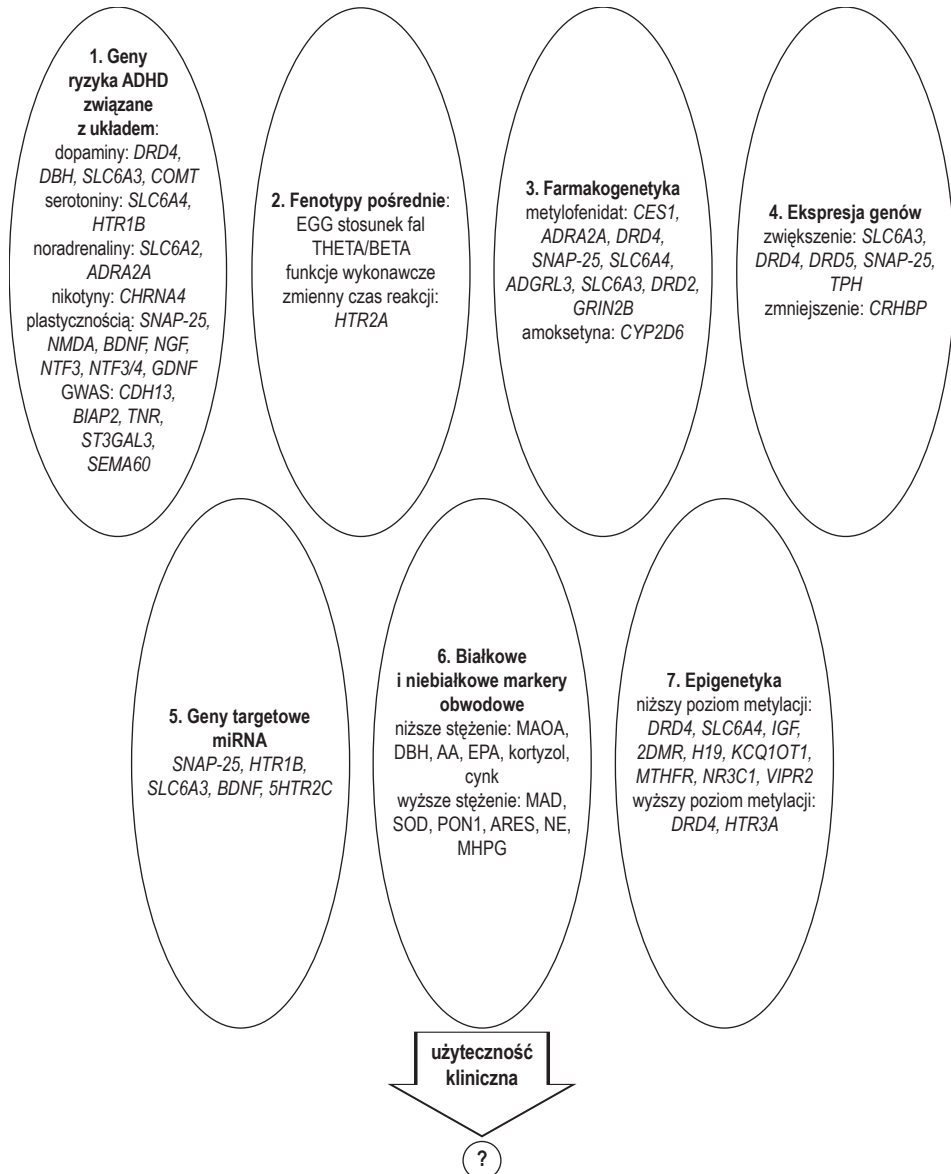 1. Geny
ryzyka ADHD
związane
z układem:
dopaminy: DRD4,
DBH, SLC6A3, COMT
serotoniny: SLC6A4,
HTR1B
noradrenaliny: SLC6A2,
ADRA2A
nikotyny: CHRNA4
plastycznością: SNAP-25,
NMDA, BDNF, NGF,
NTF3, NTF3/4, GDNF
GWAS: CDH13,
BIAP2, TNR,
ST3GAL3,
SEMA60
2. Fenotypy pośrednie:
EGG stosunek fal
THETA/BETA
funkcje wykonawcze
zmienny czas reakcji:
HTR2A
3. Farmakogenetyka
metylofenidat: CES1,
ADRA2A, DRD4,
SNAP-25, SLC6A4,
ADGRL3, SLC6A3, DRD2,
GRIN2B
amoksetyna: CYP2D6
4. Ekspresja genów
zwiększenie: SLC6A3,
DRD4, DRD5, SNAP-25,
TPH
zmniejszenie: CRHBP
5. Geny targetowe
miRNA
SNAP-25, HTR1B,
SLC6A3, BDNF, 5HTR2C
6. Białkowe
i niebiałkowe markery
obwodowe
niższe stężenie: MAOA,
DBH, AA, EPA, kortyzol,
cynk
wyższe stężenie: MAD,
SOD, PON1, ARES, NE,
MHPG
7. Epigenetyka
niższy poziom metylacji:
DRD4, SLC6A4, IGF,
2DMR, H19, KCQ1OT1,
MTHFR, NR3C1, VIPR2
wyższy poziom metylacji:
DRD4, HTR3A
użyteczność
kliniczna
?